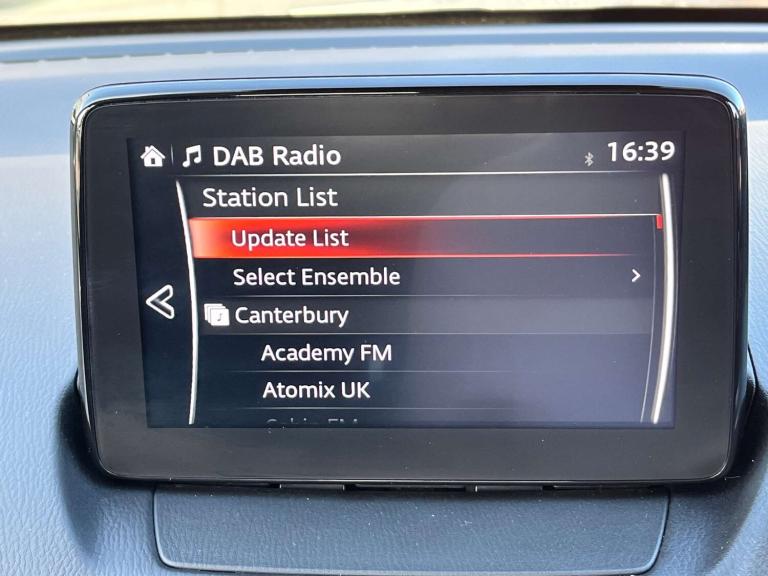 DAB Radio 16:39
Station List
Update List
Select Ensemble
Canterbury
Academy FM
Atomix UK